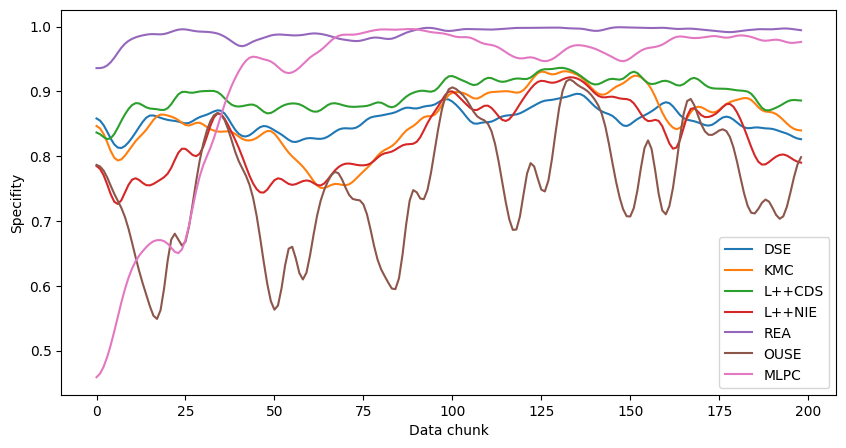 1.0
0.9
0.8
0.7
0.6
0.5
Specifity
0
25
50
75
100
125
150
175
200
Data chunk
DSE
KMC
L++CDS
L++NIE
REA
OUSE
MLPC